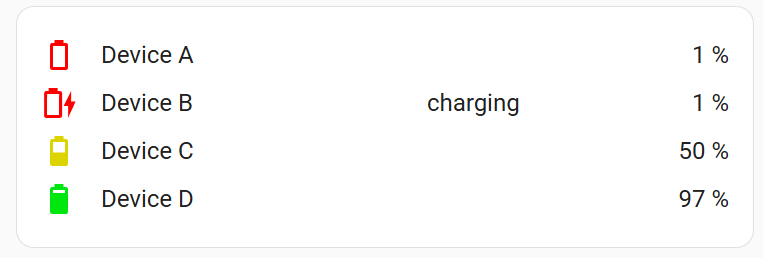 Device A 1 %
Device B charging 1 %
Device C 50 %
Device D 97 %